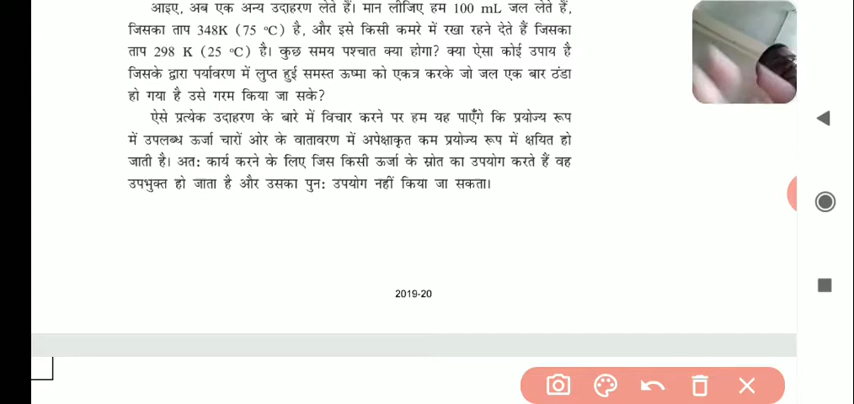 आइए, अब एक अन्य उदाहरण लेते हैं। मान लीजिए हम 100 mL जल लेते हैं,
जिसका ताप 348K (75 °C) है, और इसे किसी कमरे में रखा रहने देते हैं जिसका
ताप 298 K (25 °C) है। कुछ समय पश्चात क्या होगा? क्या ऐसा कोई उपाय है
जिसके द्वारा पर्यावरण में लुप्त हुई समस्त ऊष्मा को एकत्र करके जो जल एक बार ठंडा
हो गया है उसे गरम किया जा सके?
ऐसे प्रत्येक उदाहरण के बारे में विचार करने पर हम यह पाएँगे कि प्रयोज्य रूप
में उपलब्ध ऊर्जा चारों ओर के वातावरण में अपेक्षाकृत कम प्रयोज्य रूप में क्षयित हो
जाती है। अत: कार्य करने के लिए जिस किसी ऊर्जा के स्रोत का उपयोग करते हैं वह
उपभुक्त हो जाता है और उसका पुन: उपयोग नहीं किया जा सकता।
2019-20